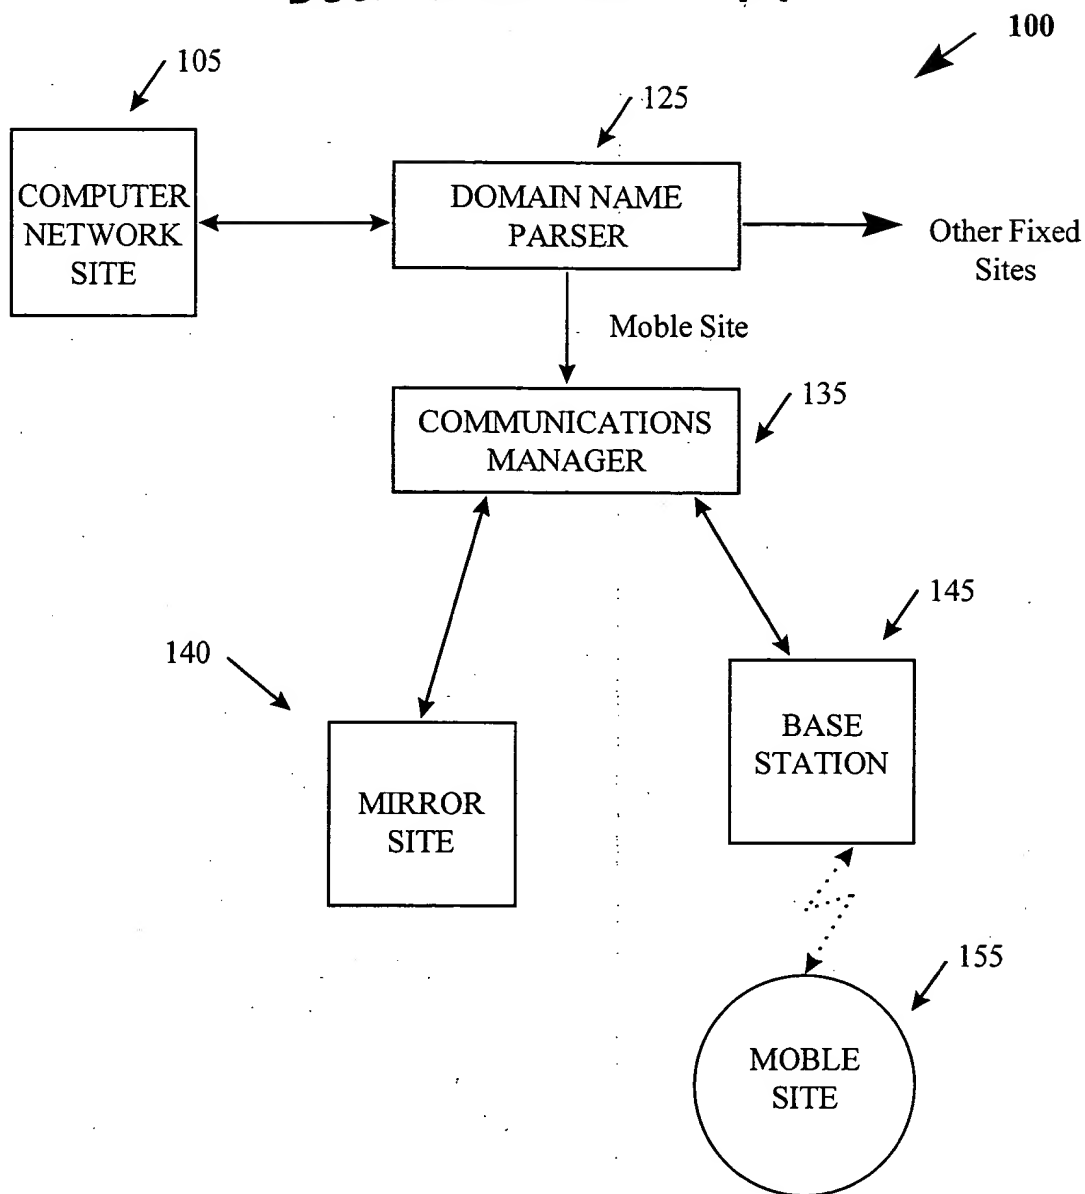 100
105
125
COMPUTER
NETWORK
SITE
DOMAIN NAME
PARSER
Other Fixed
Sites
Moble Site
135
COMMUNICATIONS
MANAGER
145
140
BASE
STATION
MIRROR
SITE
155
MOBLE
SITE